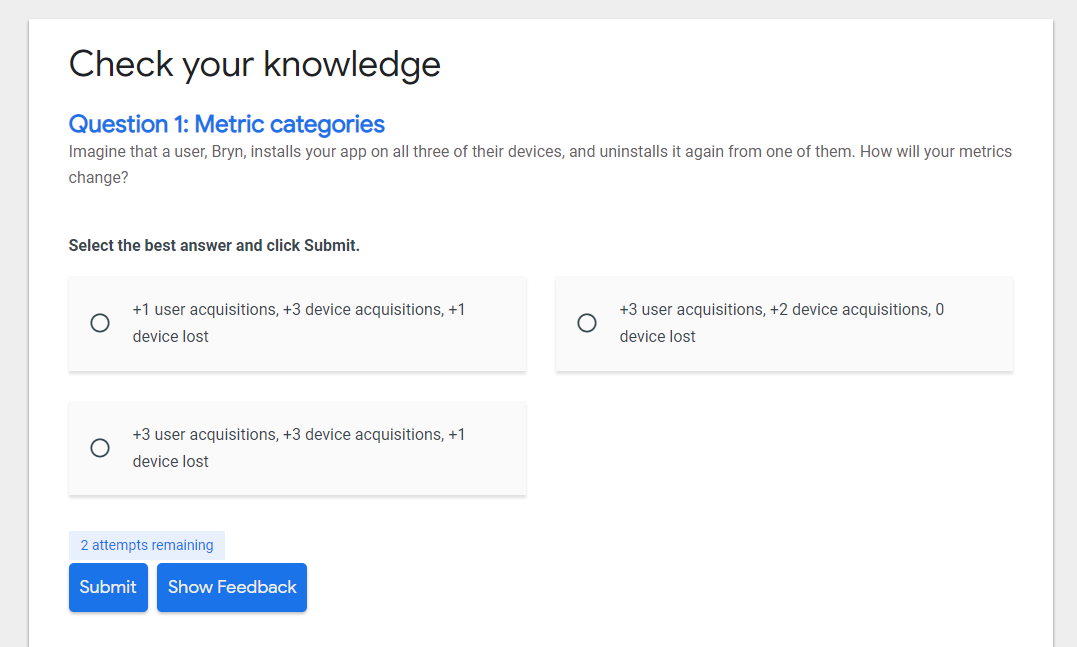 Check your knowledge
Question 1: Metric categories
Imagine that a user, Bryn, installs your app on all three of their devices, and uninstalls it again from one of them. How will your metrics
change?
Select the best answer and click Submit.
+1 user acquisitions, +3 device acquisitions, +1
device lost
+3 user acquisitions, +2 device acquisitions, 0
device lost
+3 user acquisitions, +3 device acquisitions, +1
device lost
2 attempts remaining
Submit
Show Feedback